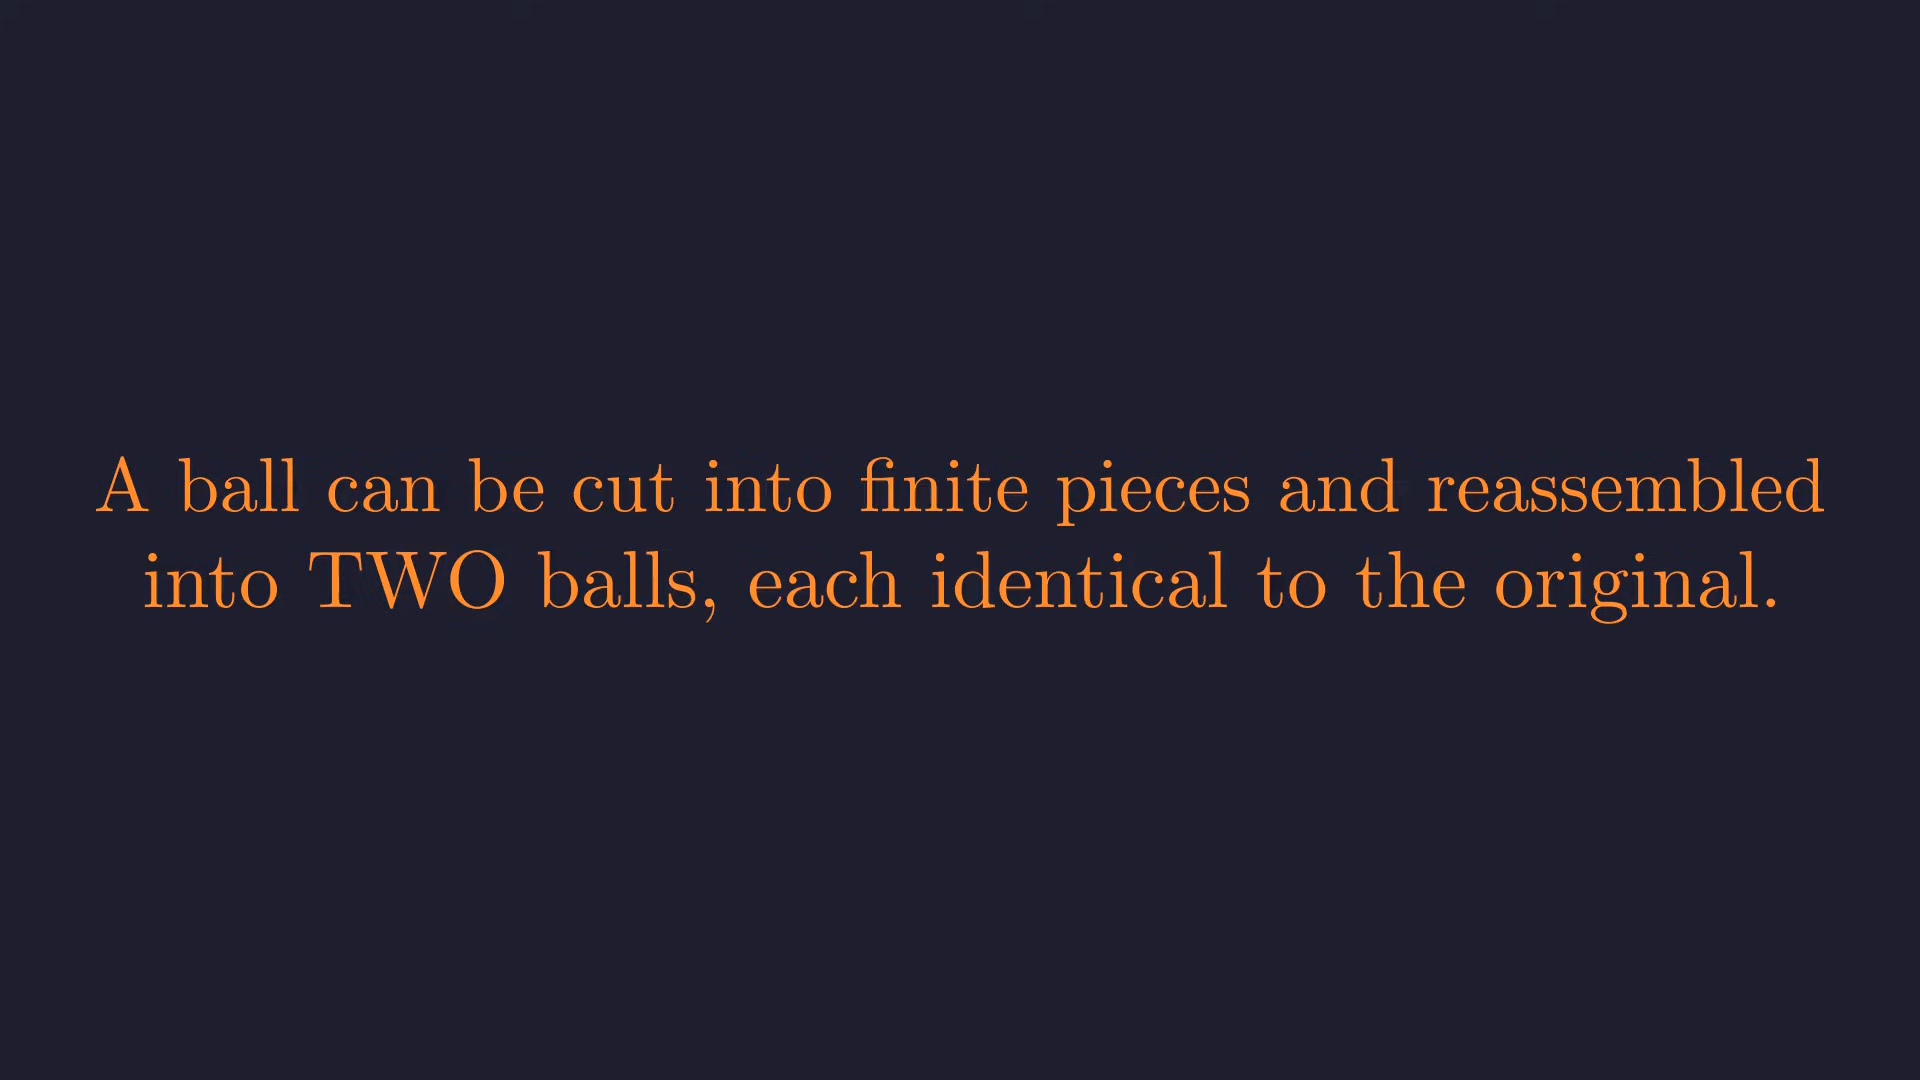 A ball can be cut into finite pieces and reassembled
into TWO balls, each identical to the original.